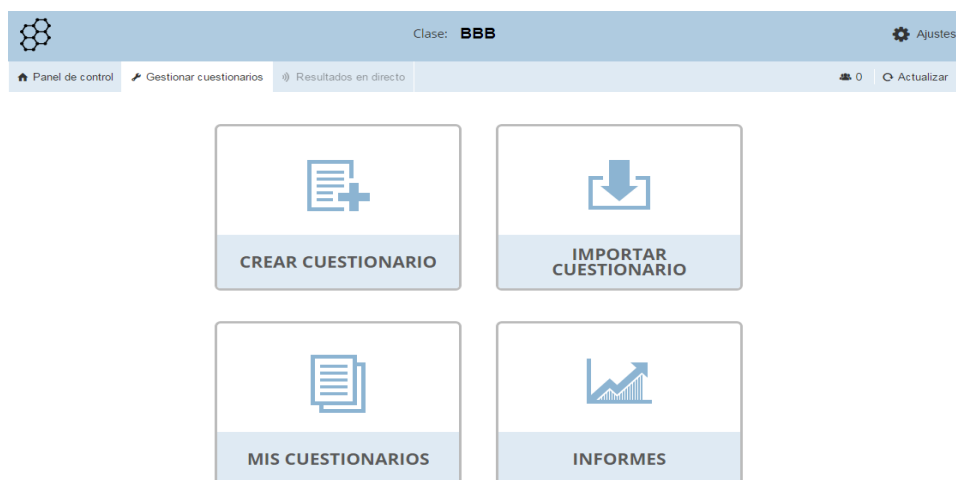 Clase: BBB
Ajustes
Panel de control
Gestionar cuestionarios
Resultados en directo
0
Actualizar
CREAR CUESTIONARIO
IMPORTAR
CUESTIONARIO
MIS CUESTIONARIOS
INFORMES